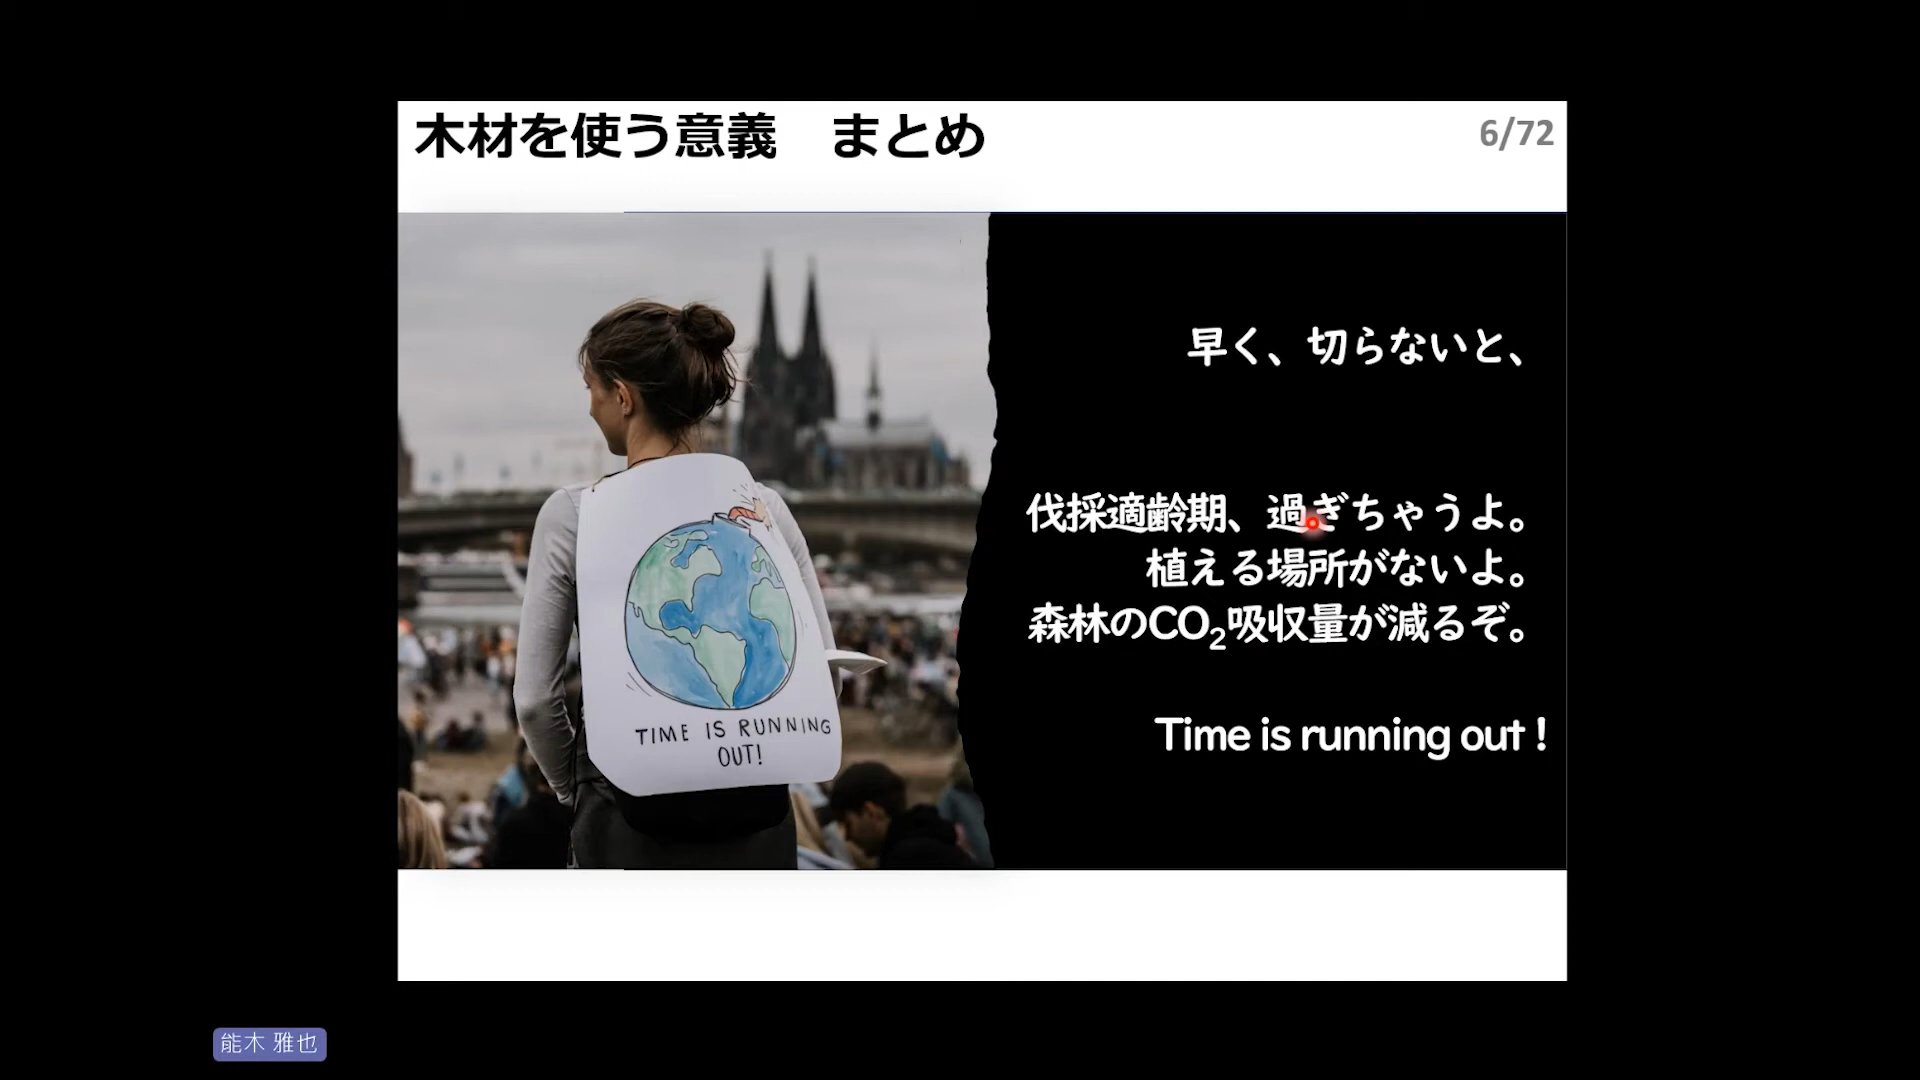 木材を使う意義　まとめ
6/72
早く、切らないと、
伐採適齢期、過ぎちゃうよ。
植える場所がないよ。
森林のCO₂吸収量が減るぞ。
Time is running out !
TIME IS RUNNING
OUT!
能木 雅也